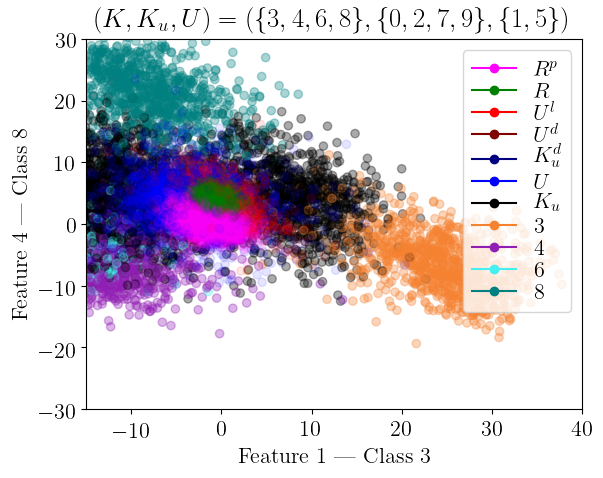 (K, K_u, U) = ({3, 4, 6, 8}, {0, 2, 7, 9}, {1, 5})
30
20
10
0
−10
−20
−30
Feature 4 — Class 8
R^p
R
U^l
U^d
K_u^d
U
K_u
3
4
6
8
−10
0
10
20
30
40
Feature 1 — Class 3